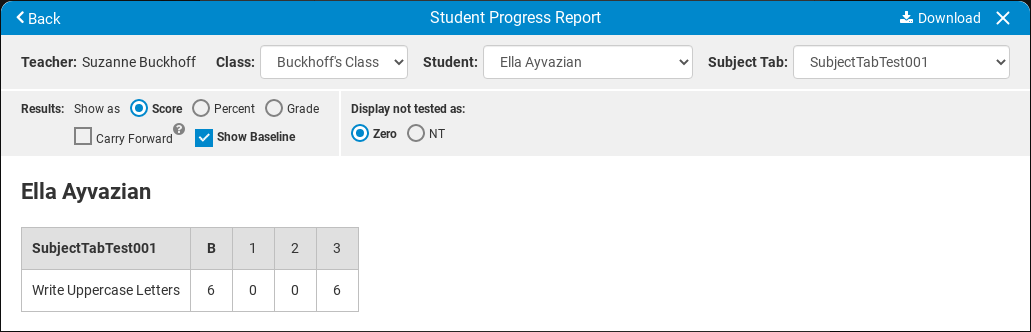 Back Student Progress Report Download
Teacher: Suzanne Buckhoff Class: Buckhoff's Class Student: Ella Ayvazian Subject Tab: SubjectTabTest001
Results: Show as Score Percent Grade Display not tested as:
Carry Forward ? Show Baseline Zero NT
Ella Ayvazian
SubjectTabTest001 B 1 2 3
Write Uppercase Letters 6 0 0 6